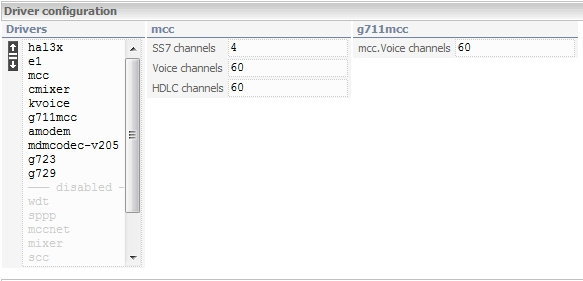 Driver configuration
Drivers
hal3x
e1
mcc
cmixer
kvoice
g711mcc
amodem
mdmcodec-v205
g723
g729
—— disabled —
wdt
sppp
mccnet
mixer
scc
mcc
SS7 channels 4
Voice channels 60
HDLC channels 60
g711mcc
mcc.Voice channels 60